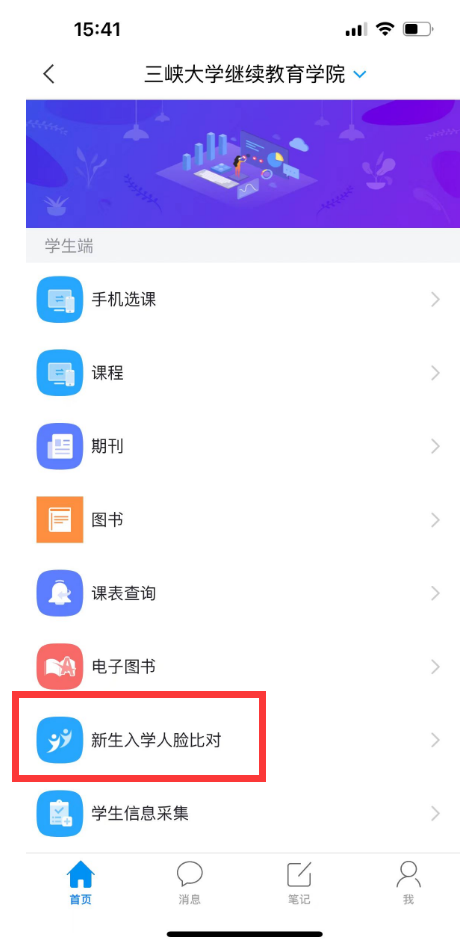 15:41
三峡大学继续教育学院
学生端
手机选课
课程
期刊
图书
课表查询
电子图书
新生入学人脸比对
学生信息采集
首页
消息
笔记
我